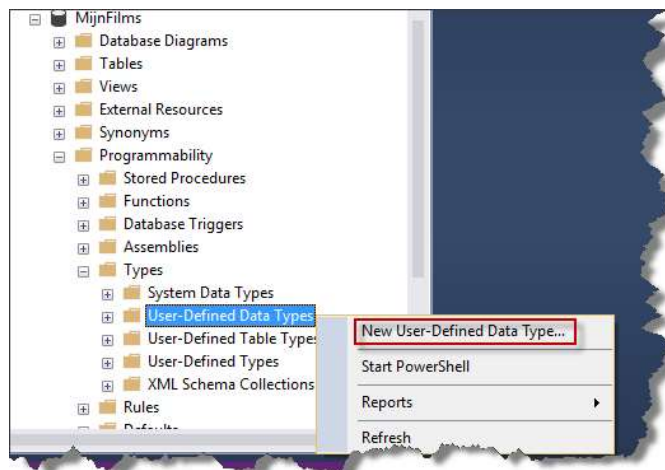 MijnFilms
Database Diagrams
Tables
Views
External Resources
Synonyms
Programmability
Stored Procedures
Functions
Database Triggers
Assemblies
Types
System Data Types
User-Defined Data Types
User-Defined Table Types
User-Defined Types
XML Schema Collections
Rules
New User-Defined Data Type...
Start PowerShell
Reports
Refresh